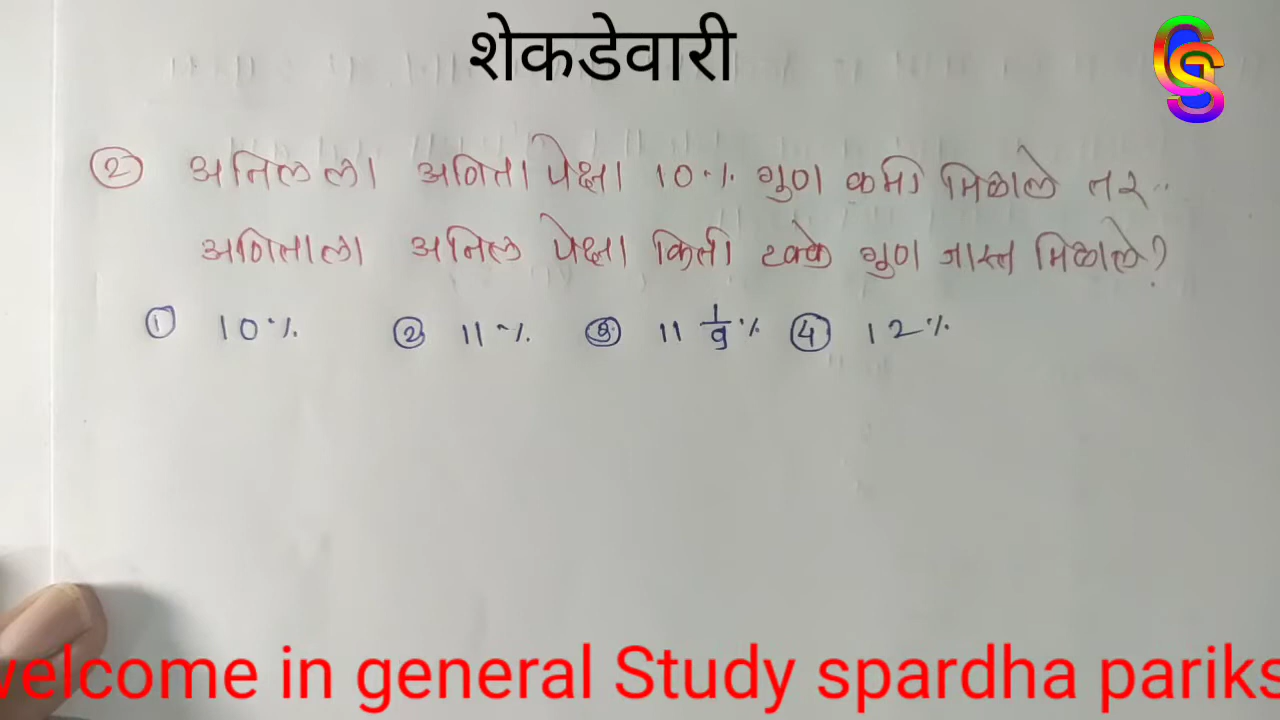 शेकडेवारी
GS
② अनिलला अनितापेक्षा 10% गुण कमी मिळाले तर
अनिताला अनिल पेक्षा किती टक्के गुण जास्त मिळाले?
① 10% ② 11% ③ 11 1/9% ④ 12%
welcome in general Study spardha pariks